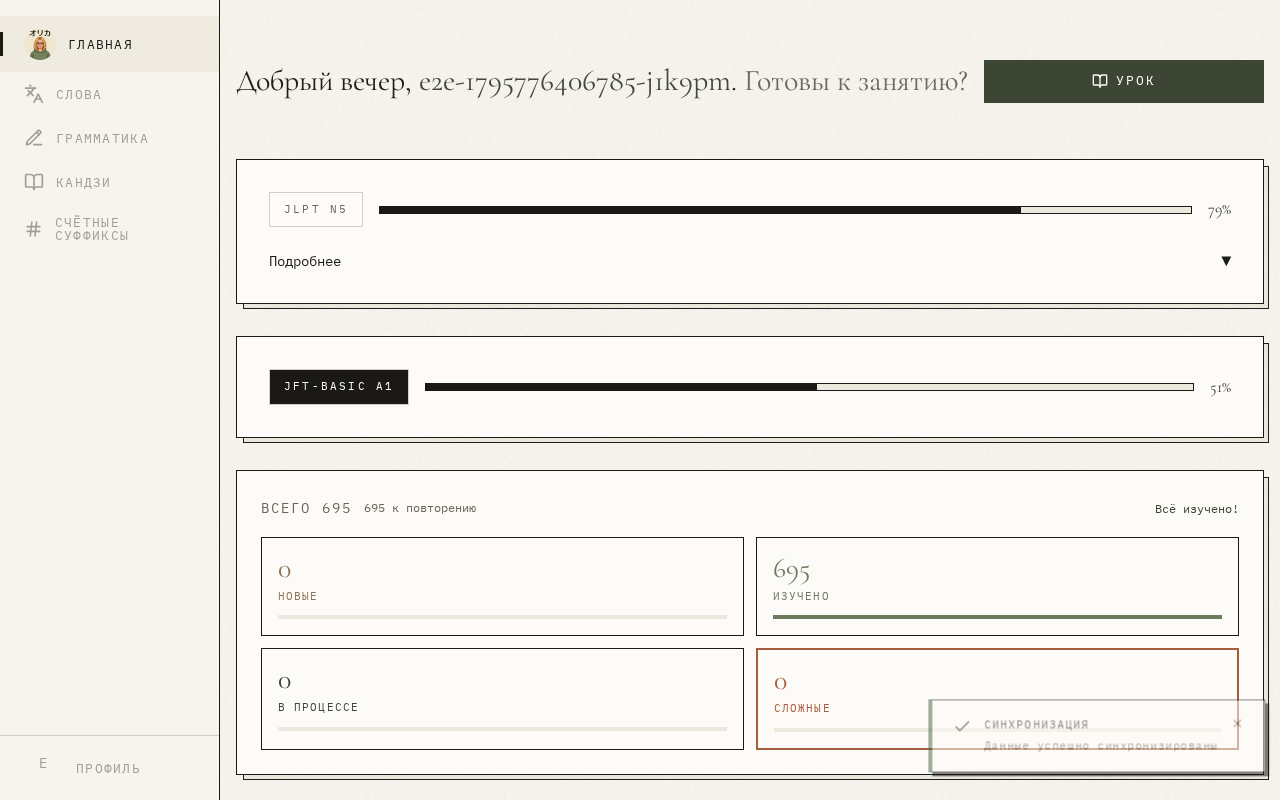 オリカ
ГЛАВНАЯ
СЛОВА
ГРАММАТИКА
КАНДЗИ
СЧЁТНЫЕ
СУФФИКСЫ
E
ПРОФИЛЬ
Добрый вечер, e2e-1795776406785-j1k9pm. Готовы к занятию?
УРОК
JLPT N5
79%
Подробнее
▼
JFT-BASIC A1
51%
ВСЕГО 695 695 к повторению
Всё изучено!
0
НОВЫЕ
695
ИЗУЧЕНО
0
В ПРОЦЕССЕ
0
СЛОЖНЫЕ
СИНХРОНИЗАЦИЯ
×
Данные успешно синхронизированы